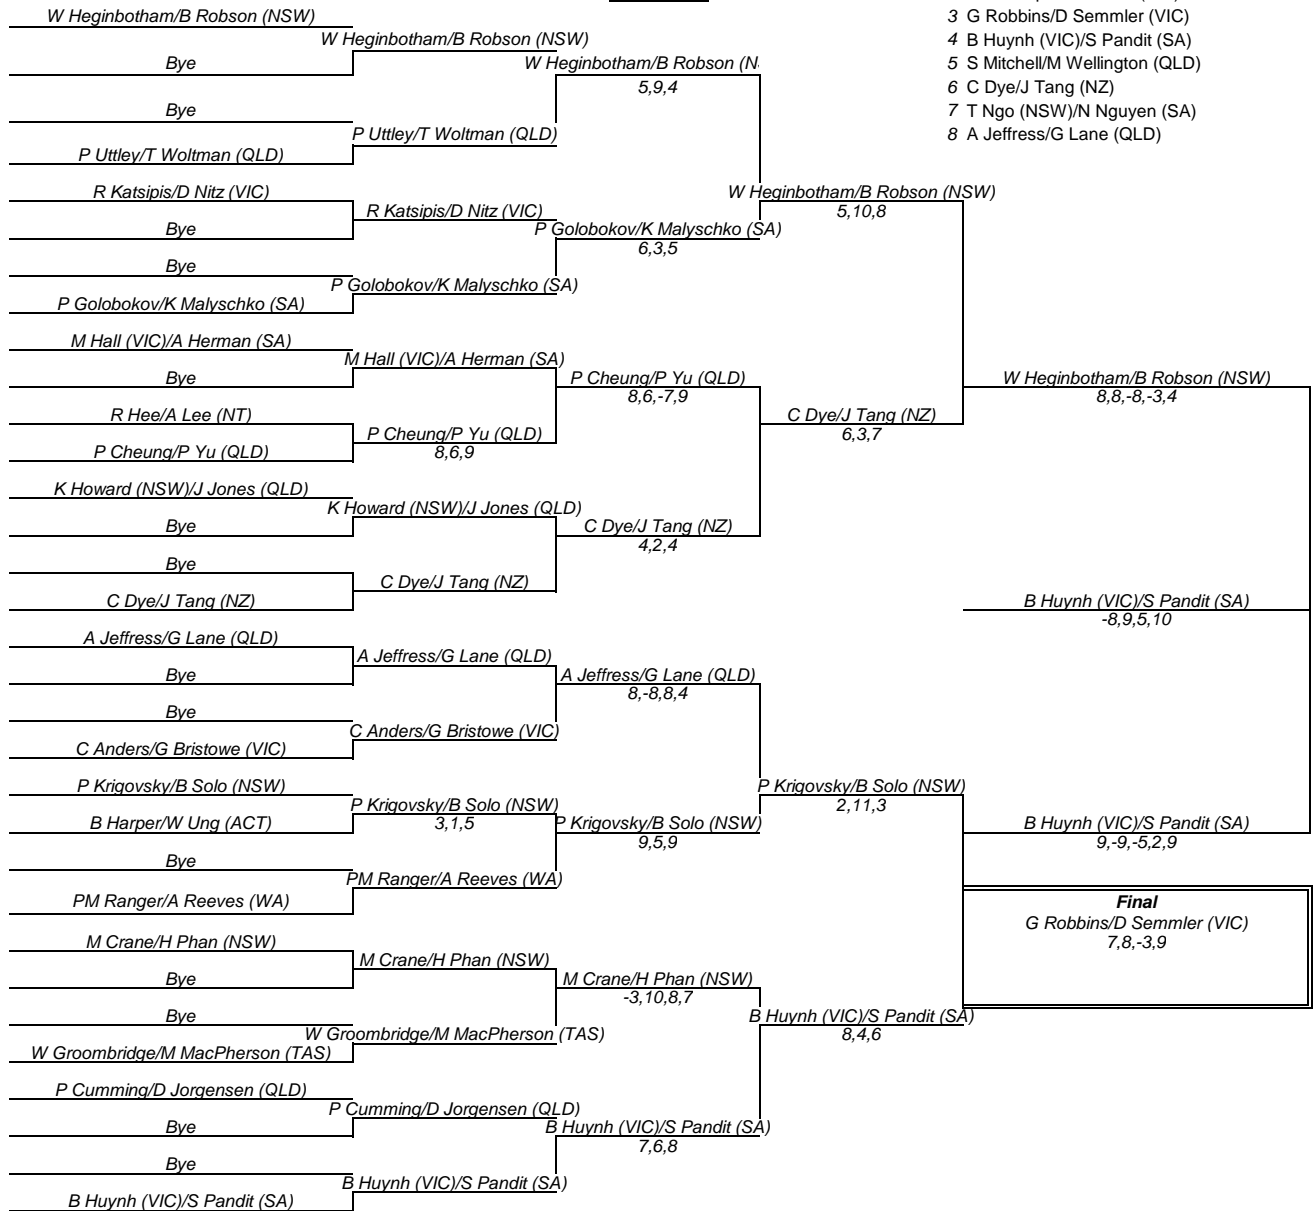 W Heginbotham/B Robson (NSW)
3 G Robbins/D Semmler (VIC)
W Heginbotham/B Robson (NSW)
4 B Huynh (VIC)/S Pandit (SA)
Bye
W Heginbotham/B Robson (N
5 S Mitchell/M Wellington (QLD)
5,9,4
6 C Dye/J Tang (NZ)
Bye
7 T Ngo (NSW)/N Nguyen (SA)
P Uttley/T Woltman (QLD)
8 A Jeffress/G Lane (QLD)
P Uttley/T Woltman (QLD)
R Katsipis/D Nitz (VIC)
W Heginbotham/B Robson (NSW)
R Katsipis/D Nitz (VIC)
5,10,8
Bye
P Golobokov/K Malyschko (SA)
6,3,5
Bye
P Golobokov/K Malyschko (SA)
P Golobokov/K Malyschko (SA)
M Hall (VIC)/A Herman (SA)
M Hall (VIC)/A Herman (SA)
Bye
P Cheung/P Yu (QLD)
W Heginbotham/B Robson (NSW)
8,6,-7,9
8,8,-8,-3,4
R Hee/A Lee (NT)
C Dye/J Tang (NZ)
P Cheung/P Yu (QLD)
6,3,7
P Cheung/P Yu (QLD)
8,6,9
K Howard (NSW)/J Jones (QLD)
K Howard (NSW)/J Jones (QLD)
Bye
C Dye/J Tang (NZ)
4,2,4
Bye
C Dye/J Tang (NZ)
C Dye/J Tang (NZ)
B Huynh (VIC)/S Pandit (SA)
-8,9,5,10
A Jeffress/G Lane (QLD)
A Jeffress/G Lane (QLD)
Bye
A Jeffress/G Lane (QLD)
8,-8,8,4
Bye
C Anders/G Bristowe (VIC)
C Anders/G Bristowe (VIC)
P Krigovsky/B Solo (NSW)
P Krigovsky/B Solo (NSW)
P Krigovsky/B Solo (NSW)
2,11,3
B Harper/W Ung (ACT)
3,1,5
P Krigovsky/B Solo (NSW)
B Huynh (VIC)/S Pandit (SA)
9,5,9
9,-9,-5,2,9
Bye
PM Ranger/A Reeves (WA)
PM Ranger/A Reeves (WA)
Final
G Robbins/D Semmler (VIC)
7,8,-3,9
M Crane/H Phan (NSW)
M Crane/H Phan (NSW)
Bye
M Crane/H Phan (NSW)
-3,10,8,7
Bye
B Huynh (VIC)/S Pandit (SA)
W Groombridge/M MacPherson (TAS)
8,4,6
W Groombridge/M MacPherson (TAS)
P Cumming/D Jorgensen (QLD)
P Cumming/D Jorgensen (QLD)
Bye
B Huynh (VIC)/S Pandit (SA)
7,6,8
Bye
B Huynh (VIC)/S Pandit (SA)
B Huynh (VIC)/S Pandit (SA)